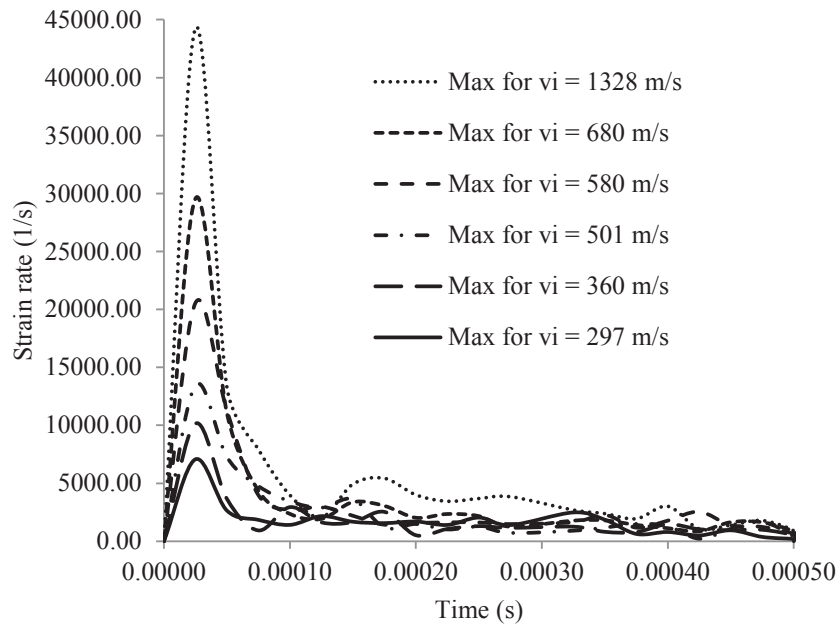 45000.00
40000.00
35000.00
30000.00
25000.00
20000.00
15000.00
10000.00
5000.00
0.00
Strain rate (1/s)
Max for vi = 1328 m/s
Max for vi = 680 m/s
Max for vi = 580 m/s
Max for vi = 501 m/s
Max for vi = 360 m/s
Max for vi = 297 m/s
0.00000 0.00010 0.00020 0.00030 0.00040 0.00050
Time (s)